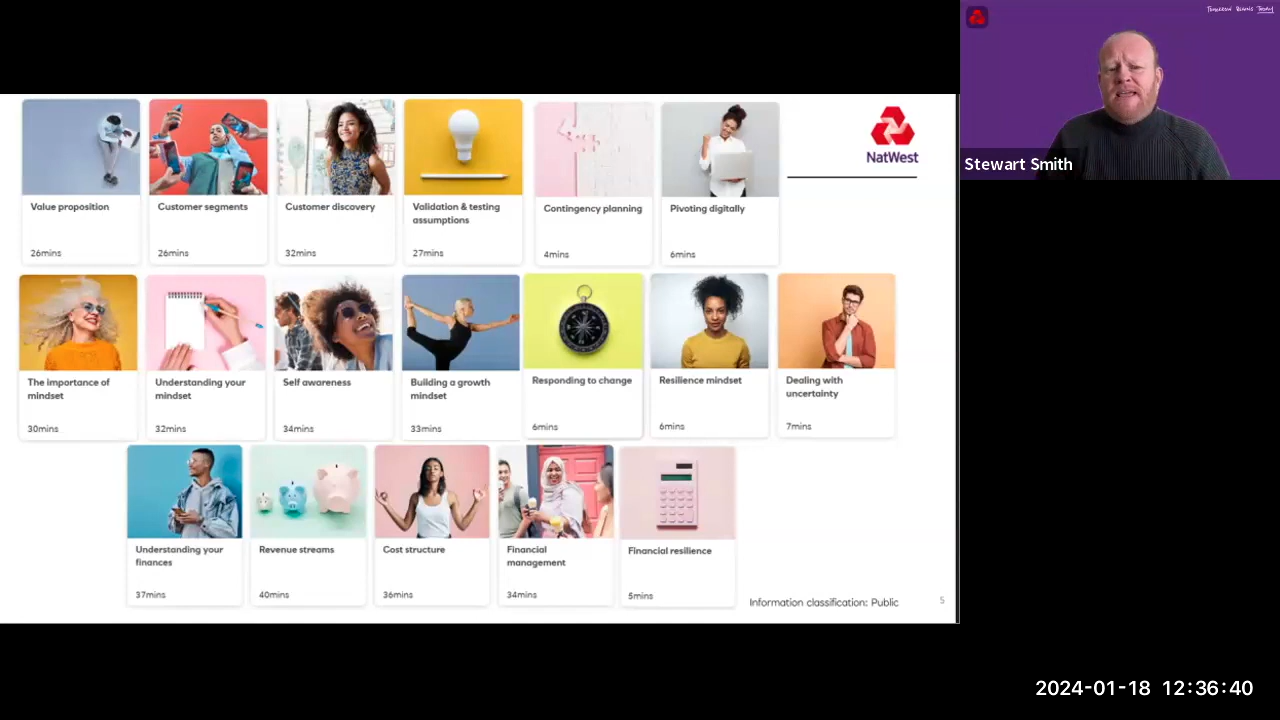 Tomorrow Begins Today
Value proposition
26mins
Customer segments
26mins
Customer discovery
32mins
Validation & testing
assumptions
27mins
Contingency planning
4mins
Pivoting digitally
6mins
NatWest
Stewart Smith
The importance of
mindset
30mins
Understanding your
mindset
32mins
Self awareness
34mins
Building a growth
mindset
33mins
Responding to change
6mins
Resilience mindset
6mins
Dealing with
uncertainty
7mins
Understanding your
finances
37mins
Revenue streams
40mins
Cost structure
36mins
Financial
management
34mins
Financial resilience
5mins
Information classification: Public
5
2024-01-18 12:36:40